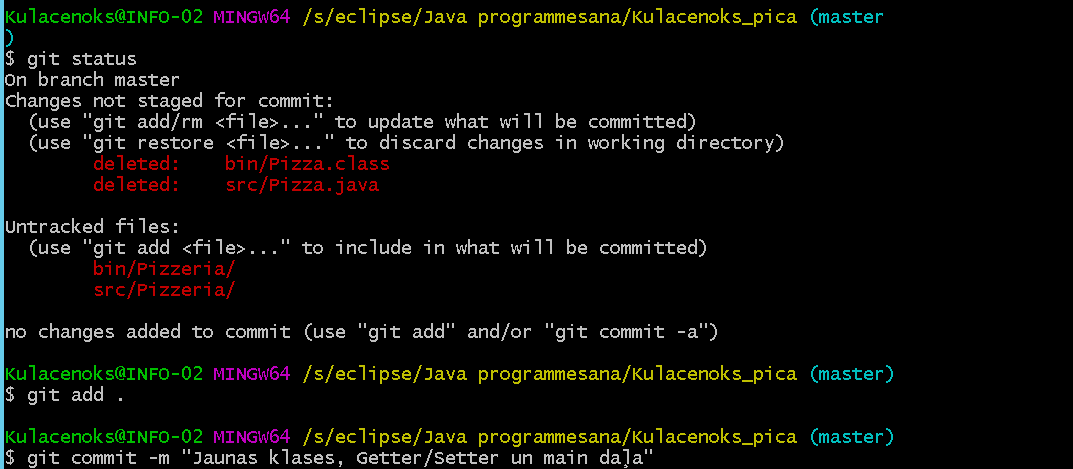 Kulacenoks@INFO-02 MINGW64 /s/eclipse/Java programmesana/Kulacenoks_pica (master
)
$ git status
On branch master
Changes not staged for commit:
  (use "git add/rm <file>..." to update what will be committed)
  (use "git restore <file>..." to discard changes in working directory)
        deleted:    bin/Pizza.class
        deleted:    src/Pizza.java

Untracked files:
  (use "git add <file>..." to include in what will be committed)
        bin/Pizzeria/
        src/Pizzeria/

no changes added to commit (use "git add" and/or "git commit -a")

Kulacenoks@INFO-02 MINGW64 /s/eclipse/Java programmesana/Kulacenoks_pica (master)
$ git add .

Kulacenoks@INFO-02 MINGW64 /s/eclipse/Java programmesana/Kulacenoks_pica (master)
$ git commit -m "Jaunas klases, Getter/Setter un main daļa"